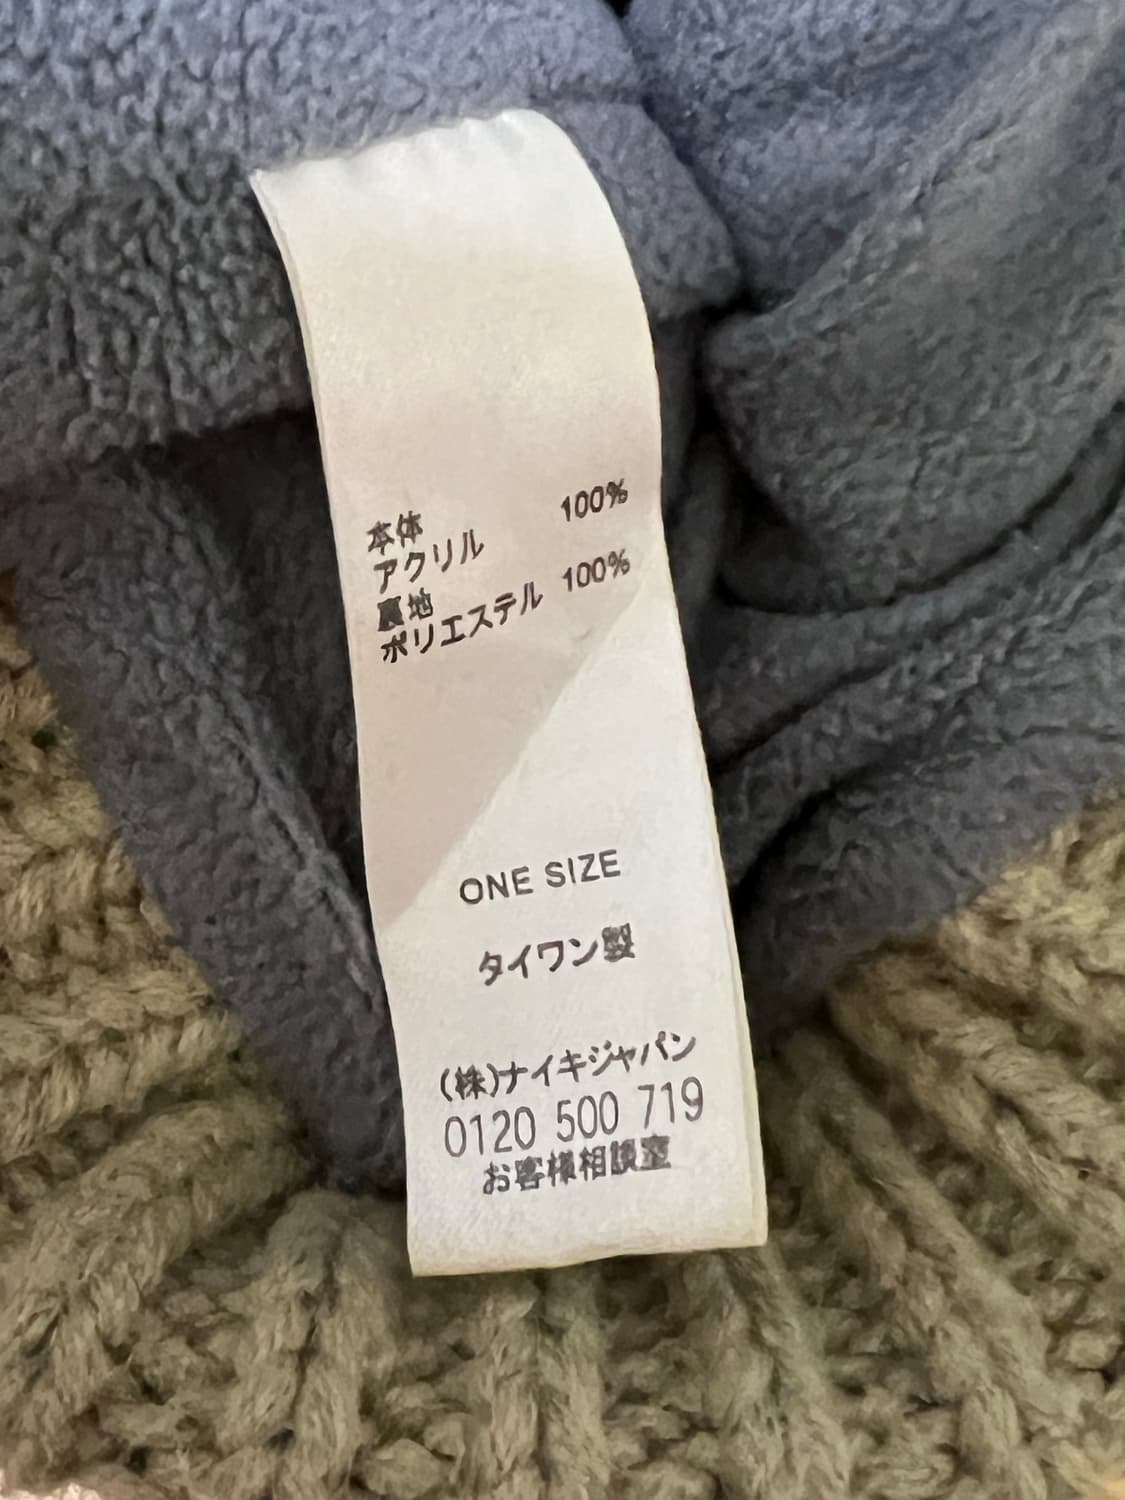 本体
アクリル 100%
裏地
ポリエステル 100%
ONE SIZE
タイワン製
(株)ナイキジャパン
0120 500 719
お客様相談室